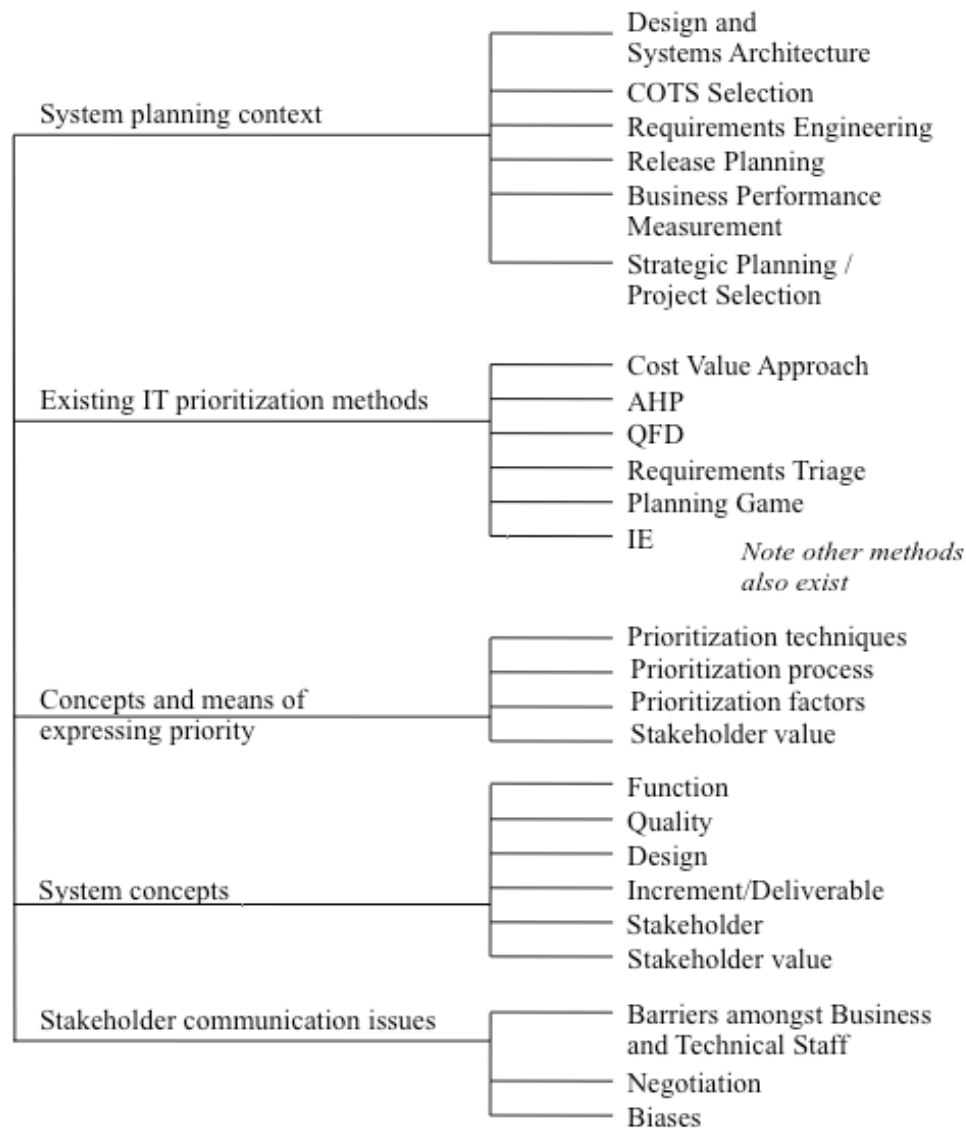 Design and
Systems Architecture
COTS Selection
System planning context
Requirements Engineering
Release Planning
Business Performance
Measurement
Strategic Planning /
Project Selection
Cost Value Approach
Existing IT prioritization methods
AHP
QFD
Requirements Triage
Planning Game
IE
Note other methods
also exist
Prioritization techniques
Prioritization process
Concepts and means of
expressing priority
Prioritization factors
Stakeholder value
Function
Quality
Design
System concepts
Increment/Deliverable
Stakeholder
Stakeholder value
Stakeholder communication issues
Barriers amongst Business
and Technical Staff
Negotiation
Biases